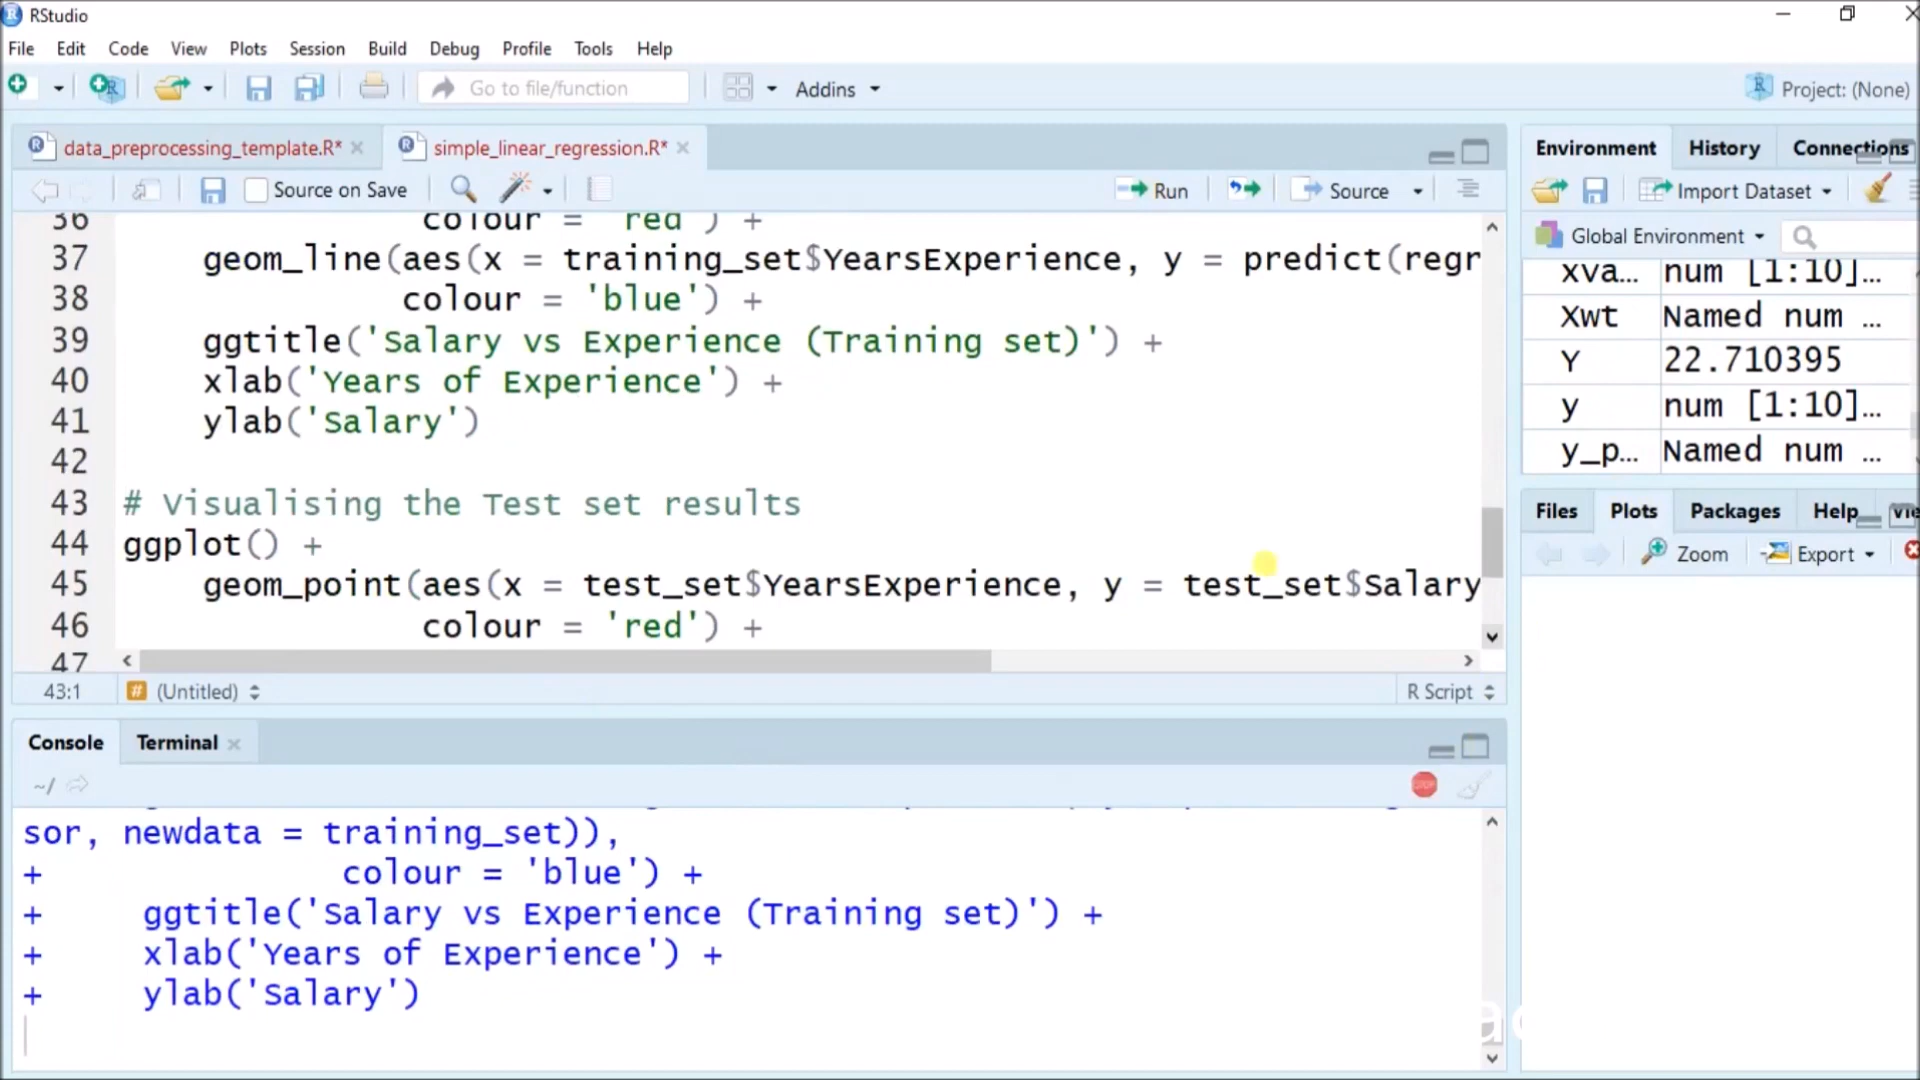 RStudio
File Edit Code View Plots Session Build Debug Profile Tools Help
Go to file/function Addins Project: (None)
data_preprocessing_template.R* simple_linear_regression.R*
Source on Save Run Source
36 colour = 'red') +
37 geom_line(aes(x = training_set$YearsExperience, y = predict(regr
38 colour = 'blue') +
39 ggtitle('Salary vs Experience (Training set)') +
40 xlab('Years of Experience') +
41 ylab('Salary')
42
43 # Visualising the Test set results
44 ggplot() +
45 geom_point(aes(x = test_set$YearsExperience, y = test_set$Salary
46 colour = 'red') +
47
43:1 # (Untitled) R Script
Console Terminal
~/
sor, newdata = training_set)),
+ colour = 'blue') +
+ ggtitle('Salary vs Experience (Training set)') +
+ xlab('Years of Experience') +
+ ylab('Salary')
Environment History Connections
Import Dataset
Global Environment
xva... num [1:10]...
Xwt Named num ...
Y 22.710395
y num [1:10]...
y_p... Named num ...
Files Plots Packages Help Vie
Zoom Export